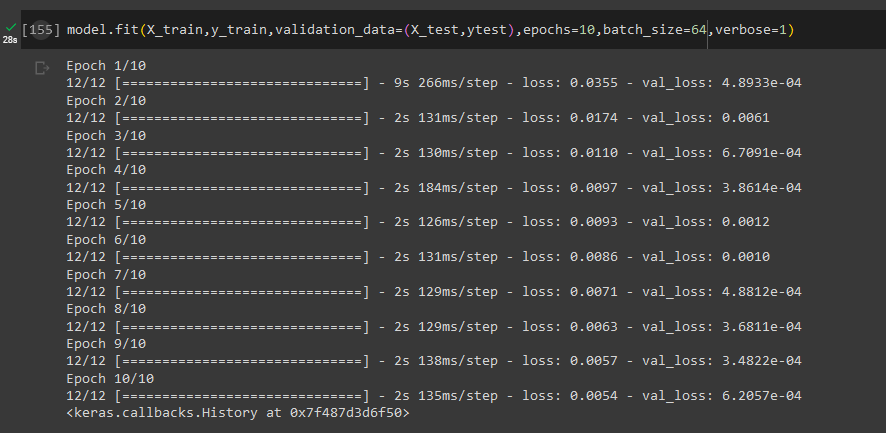 [155] model.fit(X_train,y_train,validation_data=(X_test,ytest),epochs=10,batch_size=64,verbose=1)
28s
Epoch 1/10
12/12 [==============================] - 9s 266ms/step - loss: 0.0355 - val_loss: 4.8933e-04
Epoch 2/10
12/12 [==============================] - 2s 131ms/step - loss: 0.0174 - val_loss: 0.0061
Epoch 3/10
12/12 [==============================] - 2s 130ms/step - loss: 0.0110 - val_loss: 6.7091e-04
Epoch 4/10
12/12 [==============================] - 2s 184ms/step - loss: 0.0097 - val_loss: 3.8614e-04
Epoch 5/10
12/12 [==============================] - 2s 126ms/step - loss: 0.0093 - val_loss: 0.0012
Epoch 6/10
12/12 [==============================] - 2s 131ms/step - loss: 0.0086 - val_loss: 0.0010
Epoch 7/10
12/12 [==============================] - 2s 129ms/step - loss: 0.0071 - val_loss: 4.8812e-04
Epoch 8/10
12/12 [==============================] - 2s 129ms/step - loss: 0.0063 - val_loss: 3.6811e-04
Epoch 9/10
12/12 [==============================] - 2s 138ms/step - loss: 0.0057 - val_loss: 3.4822e-04
Epoch 10/10
12/12 [==============================] - 2s 135ms/step - loss: 0.0054 - val_loss: 6.2057e-04
<keras.callbacks.History at 0x7f487d3d6f50>